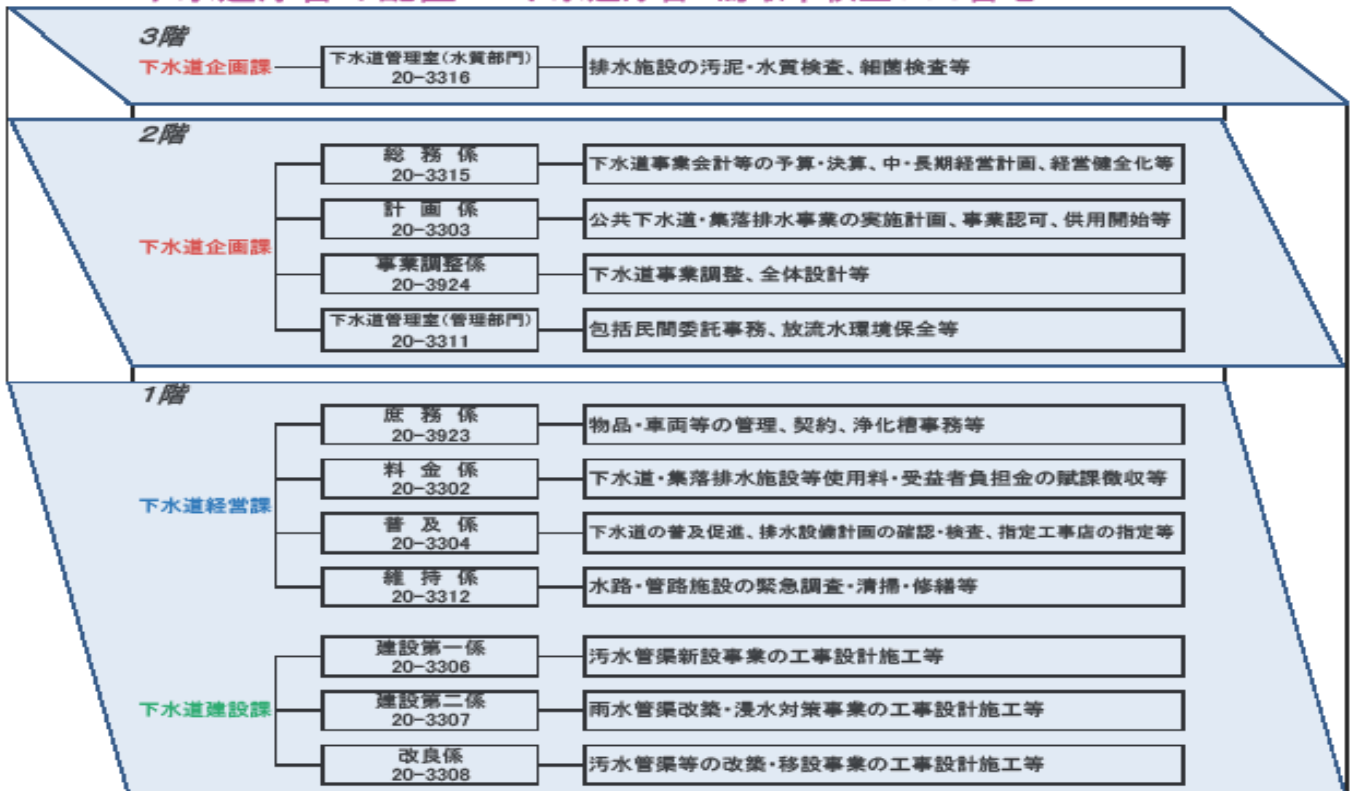 3階
下水道企画課
下水道管理室(水質部門)
20-3316
排水施設の汚泥・水質検査、細菌検査等
2階
下水道企画課
総務係
20-3315
下水道事業会計等の予算・決算、中・長期経営計画、経営健全化等
計画係
20-3303
公共下水道・集落排水事業の実施計画、事業認可、供用開始等
事業調整係
20-3924
下水道事業調整、全体設計等
下水道管理室(管理部門)
20-3311
包括民間委託事務、放流水環境保全等
1階
下水道経営課
庶務係
20-3923
物品・車両等の管理、契約、浄化槽事務等
料金係
20-3302
下水道・集落排水施設等使用料・受益者負担金の賦課徴収等
普及係
20-3304
下水道の普及促進、排水設備計画の確認・検査、指定工事店の指定等
維持係
20-3312
水路・管路施設の緊急調査・清掃・修繕等
下水道建設課
建設第一係
20-3306
汚水管渠新設事業の工事設計施工等
建設第二係
20-3307
雨水管渠改築・浸水対策事業の工事設計施工等
改良係
20-3308
汚水管渠等の改築・移設事業の工事設計施工等